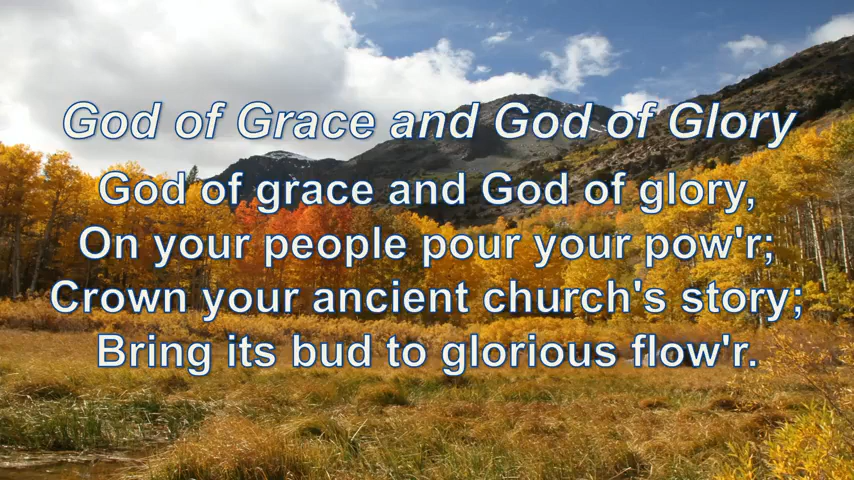 God of Grace and God of Glory
God of grace and God of glory,
On your people pour your pow'r;
Crown your ancient church's story;
Bring its bud to glorious flow'r.